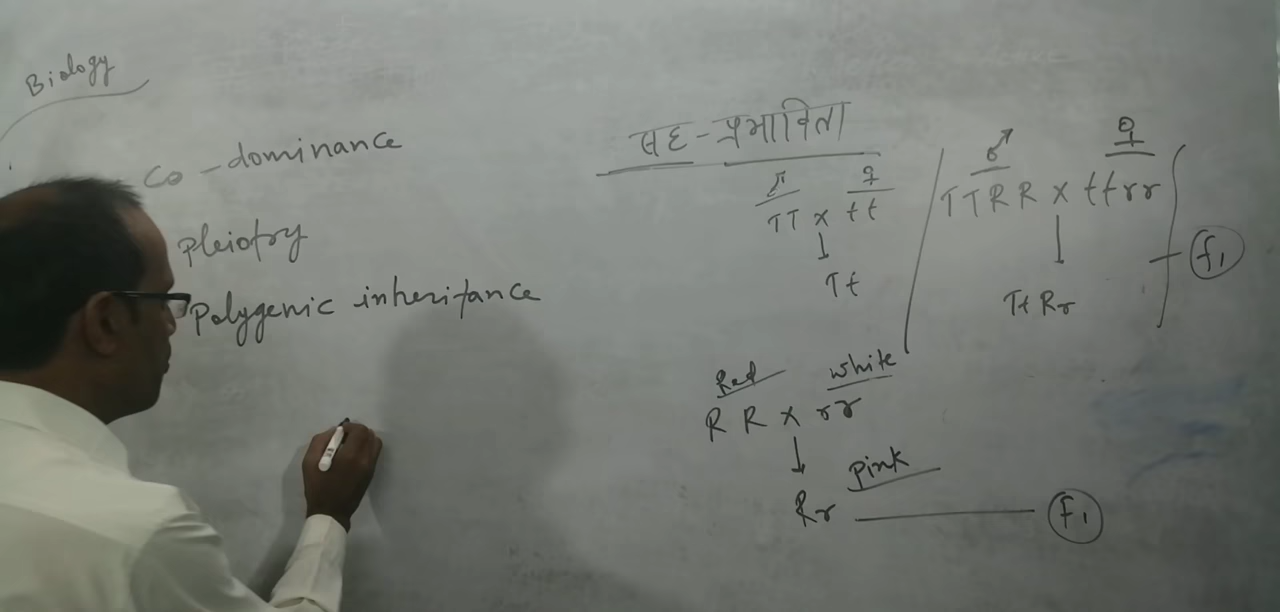 Biology
Co-dominance
Pleiotry
Polygenic inheritance
सह-प्रभाविता
♂ ♀
TT x tt
↓
Tt
♂ ♀
TTRR x ttrr
TtRr
f1
Red white
RR x rr
↓
Rr pink
f1